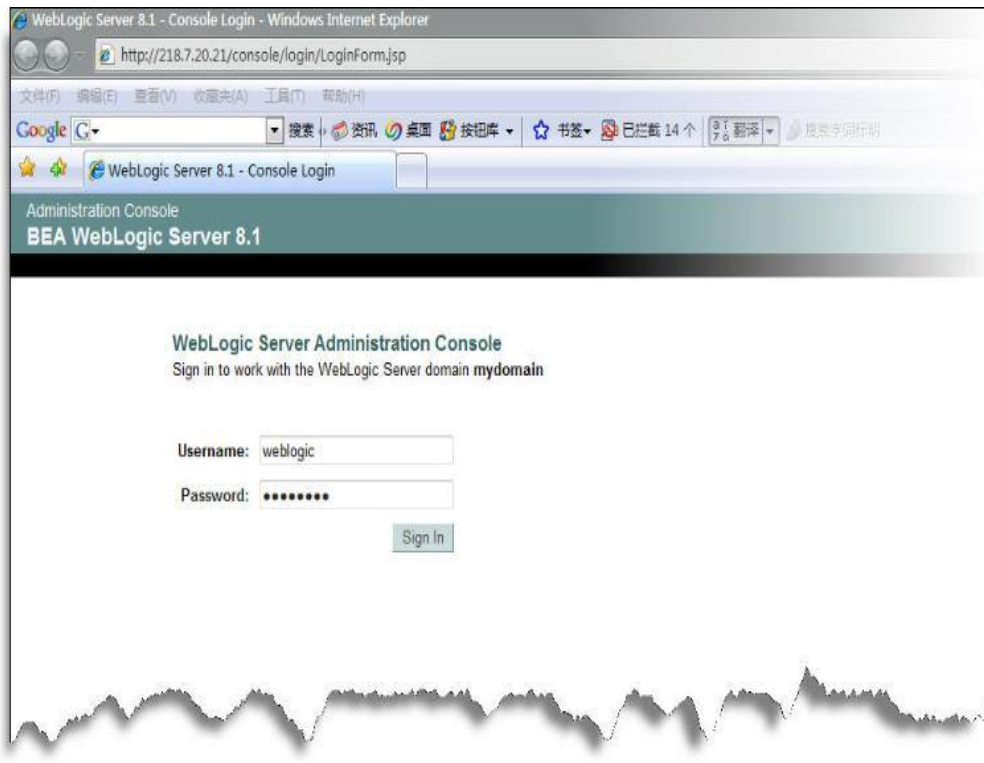 WebLogic Server 8.1 - Console Login - Windows Internet Explorer
http://218.7.20.21/console/login/LoginForm.jsp
文件(F) 编辑(E) 查看(V) 收藏夹(A) 工具(T) 帮助(H)
Google G 搜索 资讯 桌面 按钮库 书签 已拦截 14 个 翻译
WebLogic Server 8.1 - Console Login
Administration Console
BEA WebLogic Server 8.1
WebLogic Server Administration Console
Sign in to work with the WebLogic Server domain mydomain
Username: weblogic
Password: ••••••••
Sign In